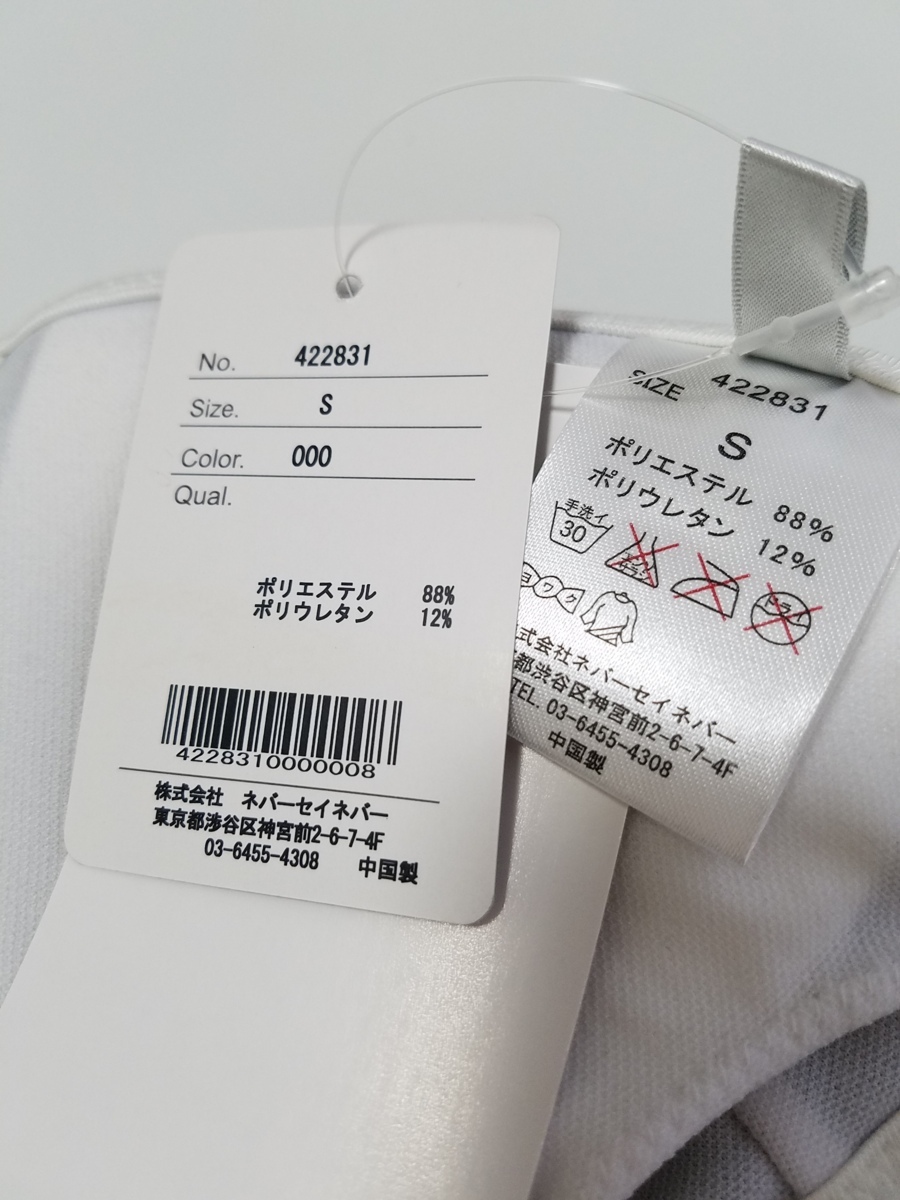 No. 422831
Size. S
Color. 000
Qual.
ポリエステル 88%
ポリウレタン 12%
4228310000008
株式会社 ネバーセイネバー
東京都渉谷区神宮前2-6-7-4F
03-6455-4308 中国製
SIZE 422831
S
ポリエステル 88%
ポリウレタン 12%
手洗イ
30
ドライ
ヨワク
式会社ネバーセイネバー
都渋谷区神宮前2-6-7-4F
TEL. 03-6455-4308
中国製